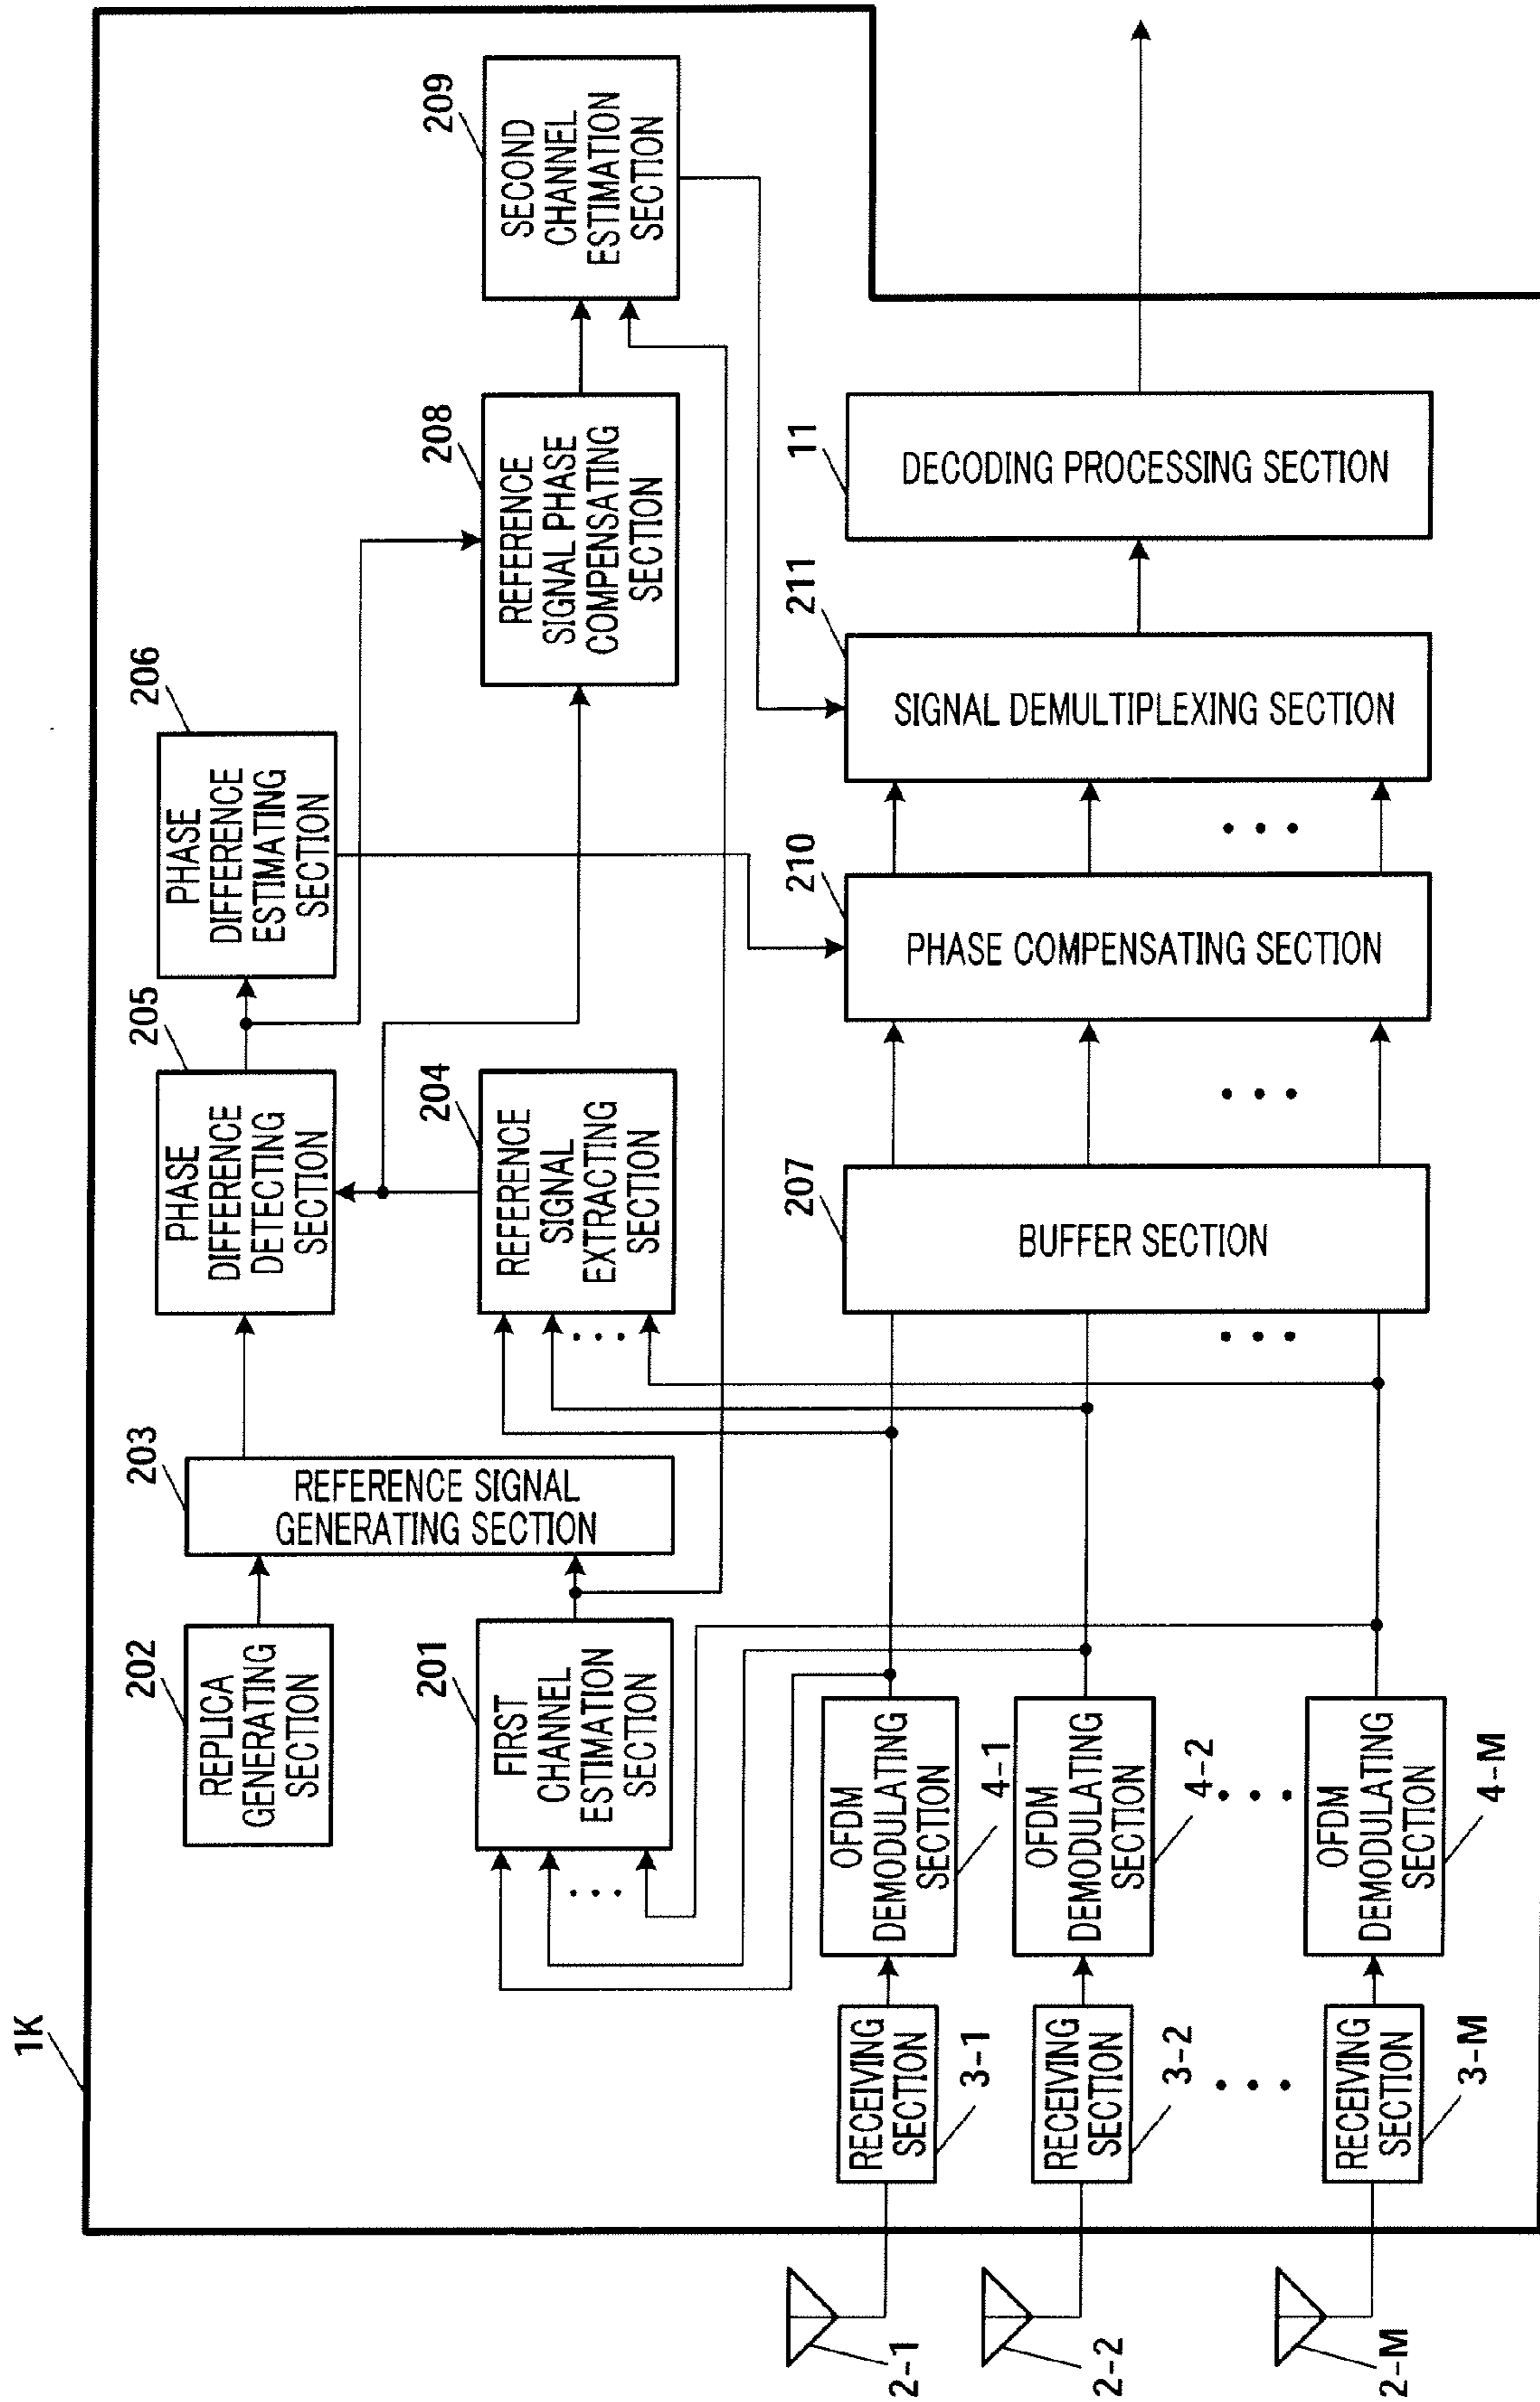 1K
202
REPLICA
GENERATING
SECTION
203
REFERENCE SIGNAL
GENERATING SECTION
205
PHASE
DIFFERENCE
DETECTING
SECTION
206
PHASE
DIFFERENCE
ESTIMATING
SECTION
201
FIRST
CHANNEL
ESTIMATION
SECTION
204
REFERENCE
SIGNAL
EXTRACTING
SECTION
208
REFERENCE
SIGNAL PHASE
COMPENSATING
SECTION
209
SECOND
CHANNEL
ESTIMATION
SECTION
2-1
RECEIVING
SECTION
3-1
OFDM
DEMODULATING
SECTION
4-1
2-2
RECEIVING
SECTION
3-2
OFDM
DEMODULATING
SECTION
4-2
2-M
RECEIVING
SECTION
3-M
OFDM
DEMODULATING
SECTION
4-M
207
BUFFER SECTION
210
PHASE COMPENSATING SECTION
211
SIGNAL DEMULTIPLEXING SECTION
11
DECODING PROCESSING SECTION